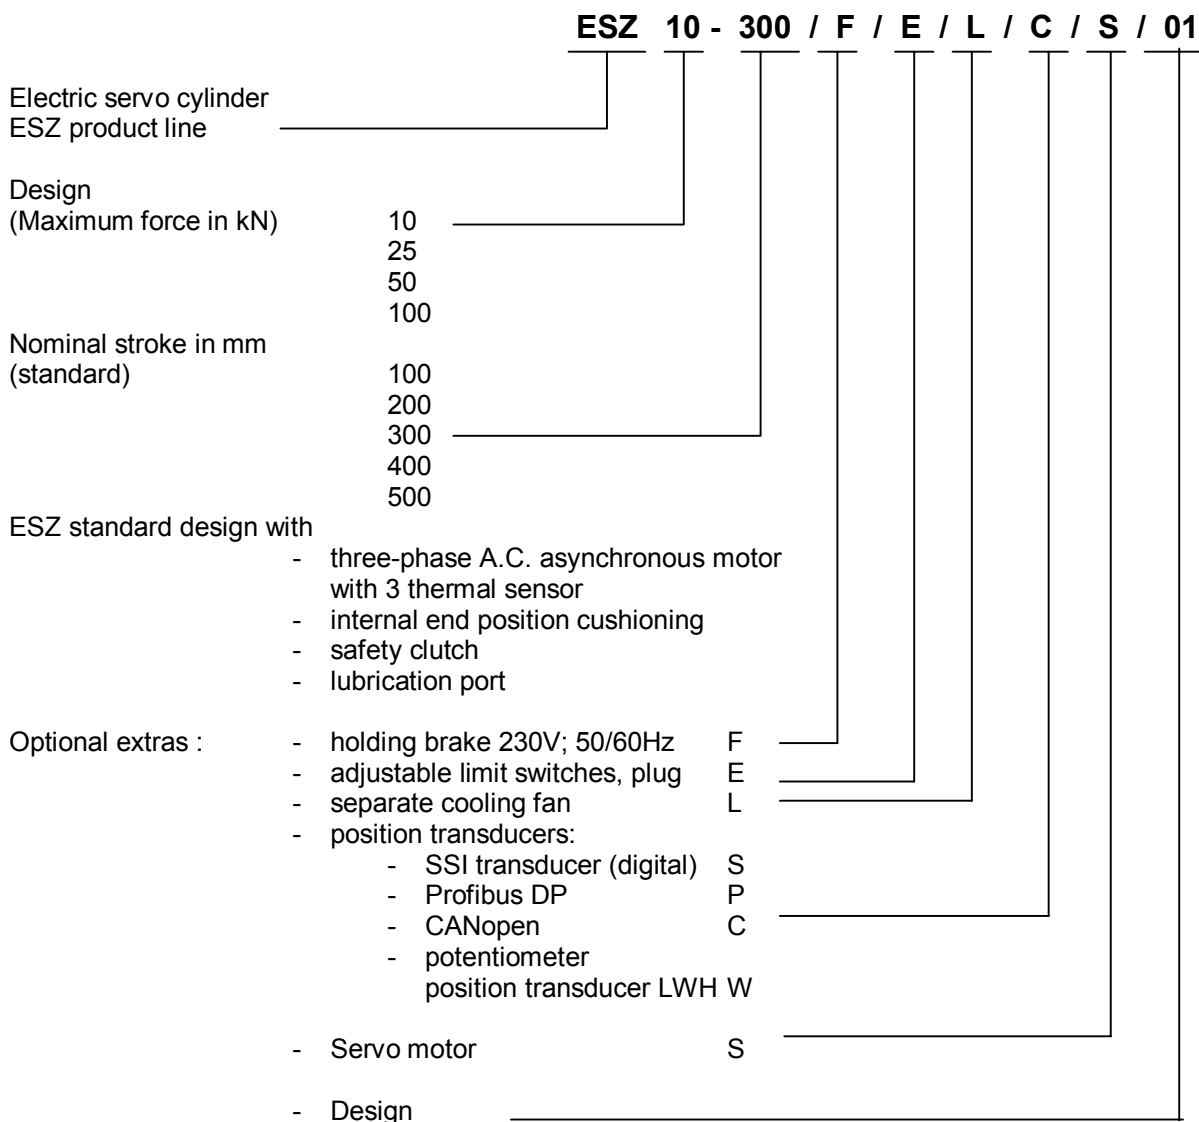 ESZ 10 - 300 / F / E / L / C / S / 01
Electric servo cylinder
ESZ product line
Design
(Maximum force in kN) 10
25
50
100
Nominal stroke in mm
(standard) 100
200
300
400
500
ESZ standard design with
- three-phase A.C. asynchronous motor
with 3 thermal sensor
- internal end position cushioning
- safety clutch
- lubrication port
Optional extras : - holding brake 230V; 50/60Hz F
- adjustable limit switches, plug E
- separate cooling fan L
- position transducers:
- SSI transducer (digital) S
- Profibus DP P
- CANopen C
- potentiometer
position transducer LWH W
- Servo motor S
- Design